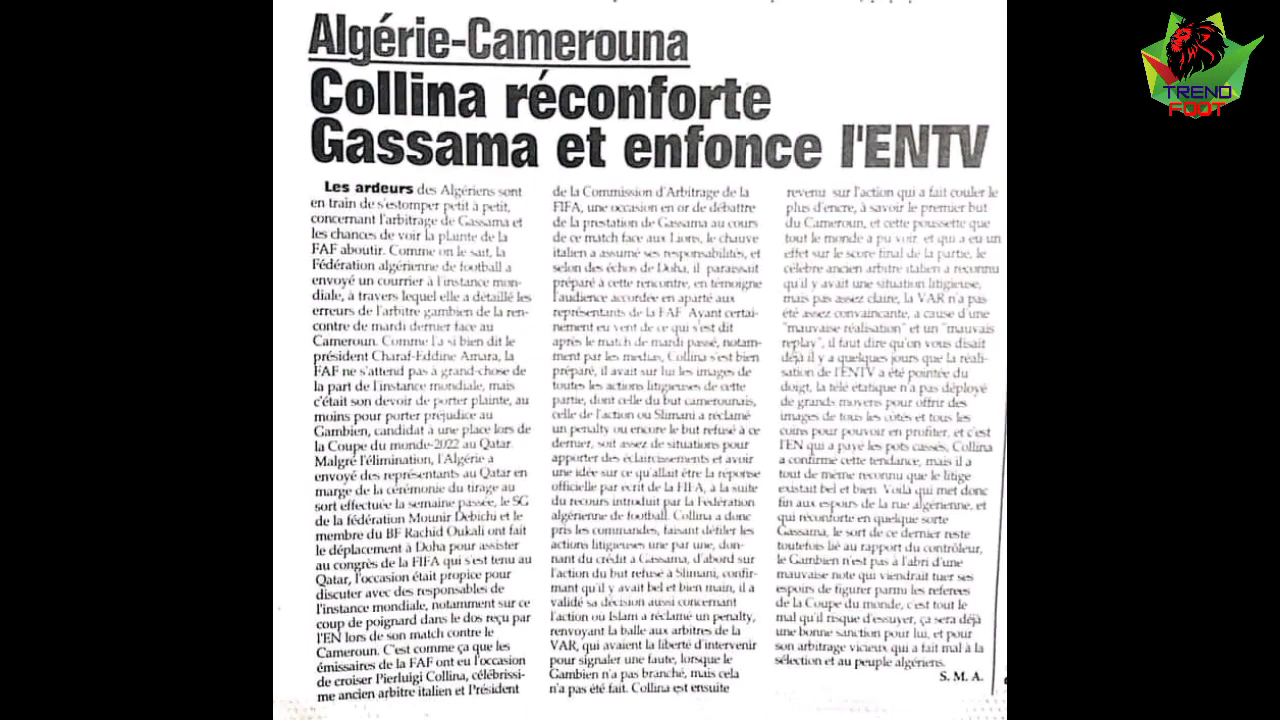 Algérie-Camerouna
Collina réconforte
Gassama et enfonce l'ENTV
Les ardeurs des Algériens sont
en train de s'estomper petit à petit,
concernant l'arbitrage de Gassama et
les chances de voir la plainte de la
FAF aboutir. Comme on le sait, la
Fédération algérienne de football a
envoyé un courrier à l'instance mon-
diale, à travers lequel elle a détaillé les
erreurs de l'arbitre gambien de la ren-
contre de mardi dernier face au
Cameroun. Comme l'a si bien dit le
président Charaf-Eddine Amara, la
FAF ne s'attend pas à grand-chose de
la part de l'instance mondiale, mais
c'était son devoir de porter plainte, au
moins pour porter préjudice au
Gambien, candidat à une place lors de
la Coupe du monde-2022 au Qatar.
Malgré l'élimination, l'Algérie a
envoyé des représentants au Qatar en
marge de la cérémonie du tirage au
sort effectuée la semaine passée, le SG
de la fédération Mounir Debichi et le
membre du BF Rachid Oukali ont fait
le déplacement à Doha pour assister
au congrès de la FIFA qui s'est tenu au
Qatar, l'occasion était propice pour
discuter avec des responsables de
l'instance mondiale, notamment sur ce
coup de poignard dans le dos reçu par
l'EN lors de son match contre le
Cameroun. C'est comme ça que les
émissaires de la FAF ont eu l'occasion
de croiser Pierluigi Collina, célébrissi-
me ancien arbitre italien et Président
de la Commission d'Arbitrage de la
FIFA, une occasion en or de débattre
de la prestation de Gassama au cours
de ce match face aux Lions, le chauve
italien a assumé ses responsabilités, et
selon des échos de Doha, il paraissait
préparé à cette rencontre, en témoigne
l'audience accordée en aparté aux
représentants de la FAF. Ayant certai-
nement eu vent de ce qui s'est dit
après le match de mardi passé, notam-
ment par les médias, Collina s'est bien
préparé, il avait sur lui les images de
toutes les actions litigieuses de cette
partie, dont celle du but camerounais,
celle de l'action ou Slimani a réclamé
un penalty ou encore le but refusé à ce
dernier, soit assez de situations pour
apporter des éclaircissements et avoir
une idée sur ce qu'allait être la réponse
officielle par écrit de la FIFA, à la suite
du recours introduit par la Fédération
algérienne de football. Collina a donc
pris les commandes, faisant défiler les
actions litigieuses une par une, don-
nant du crédit à Gassama, d'abord sur
l'action du but refusé à Slimani, confir-
mant qu'il y avait bel et bien main, il a
validé sa décision aussi concernant
l'action ou Islam a réclamé un penalty,
renvoyant la balle aux arbitres de la
VAR, qui avaient la liberté d'intervenir
pour signaler une faute, lorsque le
Gambien n'a pas branché, mais cela
n'a pas été fait. Collina est ensuite
revenu sur l'action qui a fait couler le
plus d'encre, à savoir le premier but
du Cameroun, et cette poussette que
tout le monde a pu voir, et qui a eu un
effet sur le score final de la partie, le
célèbre ancien arbitre italien a reconnu
qu'il y avait une situation litigieuse,
mais pas assez claire, la VAR n'a pas
été assez convaincante, a cause d'une
"mauvaise réalisation" et un "mauvais
replay", il faut dire qu'on vous disait
déjà il y a quelques jours que la réali-
sation de l'ENTV a été pointée du
doigt, la télé étatique n'a pas déployé
de grands moyens pour offrir des
images de tous les côtés et tous les
coins pour pouvoir en profiter, et c'est
l'EN qui a payé les pots cassés, Collina
a confirmé cette tendance, mais il a
tout de même reconnu que le litige
existait bel et bien. Voilà qui met donc
fin aux espoirs de la rue algérienne, et
qui réconforte en quelque sorte
Gassama, le sort de ce dernier reste
toutefois lié au rapport du contrôleur,
le Gambien n'est pas à l'abri d'une
mauvaise note qui viendrait tuer ses
espoirs de figurer parmi les referees
de la Coupe du monde, c'est tout le
mal qu'il risque d'essuyer, ça sera déjà
une bonne sanction pour lui, et pour
son arbitrage vicieux qui a fait mal à la
sélection et au peuple algériens.
S. M. A.
TREND
FOOT